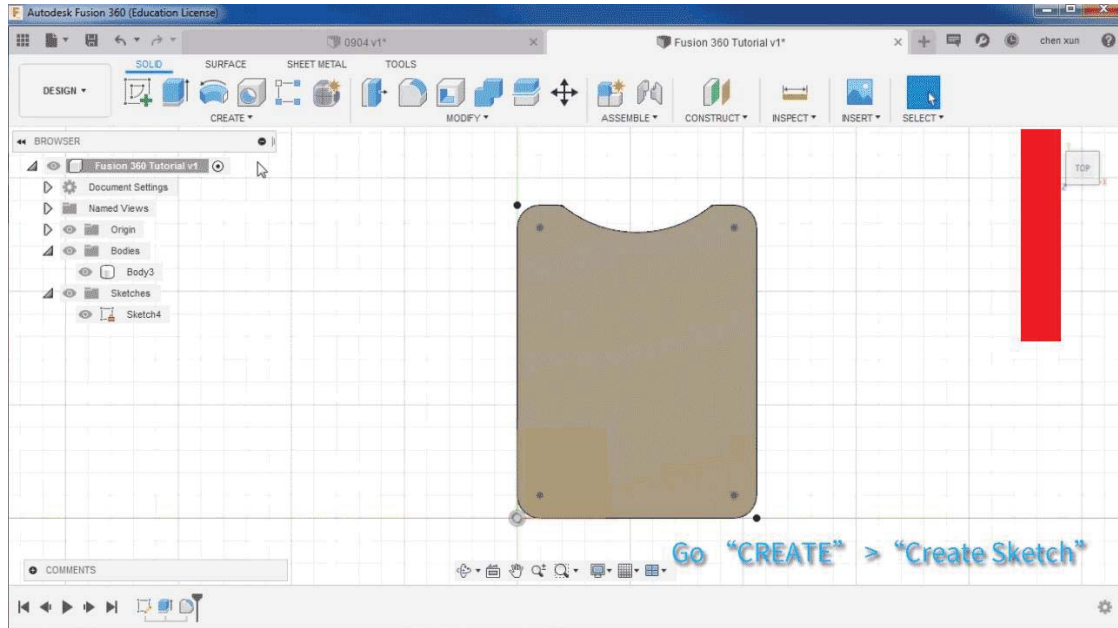 Autodesk Fusion 360 (Education License)
0904 v1*
Fusion 360 Tutorial v1*
chen xun
SOLID SURFACE SHEET METAL TOOLS
DESIGN
CREATE MODIFY ASSEMBLE CONSTRUCT INSPECT INSERT SELECT
BROWSER
Fusion 360 Tutorial v1
Document Settings
Named Views
Origin
Bodies
Body3
Sketches
Sketch4
TOP
X
Z
Go “CREATE” > “Create Sketch”
COMMENTS